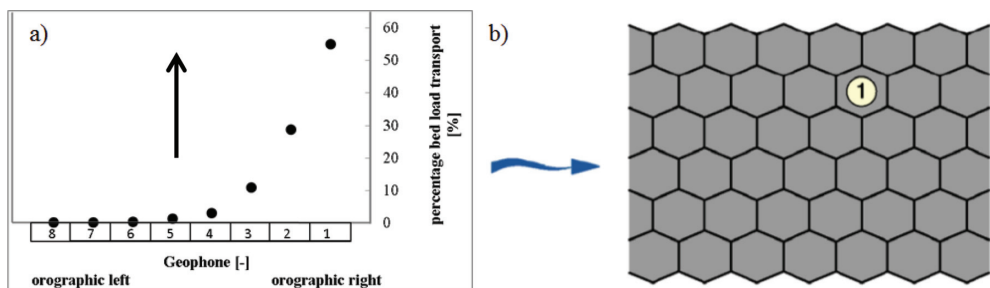 a)
60
50
40
30
20
10
0
percentage bed load transport
[%]
8 7 6 5 4 3 2 1
Geophone [-]
orographic left orographic right
b)
1